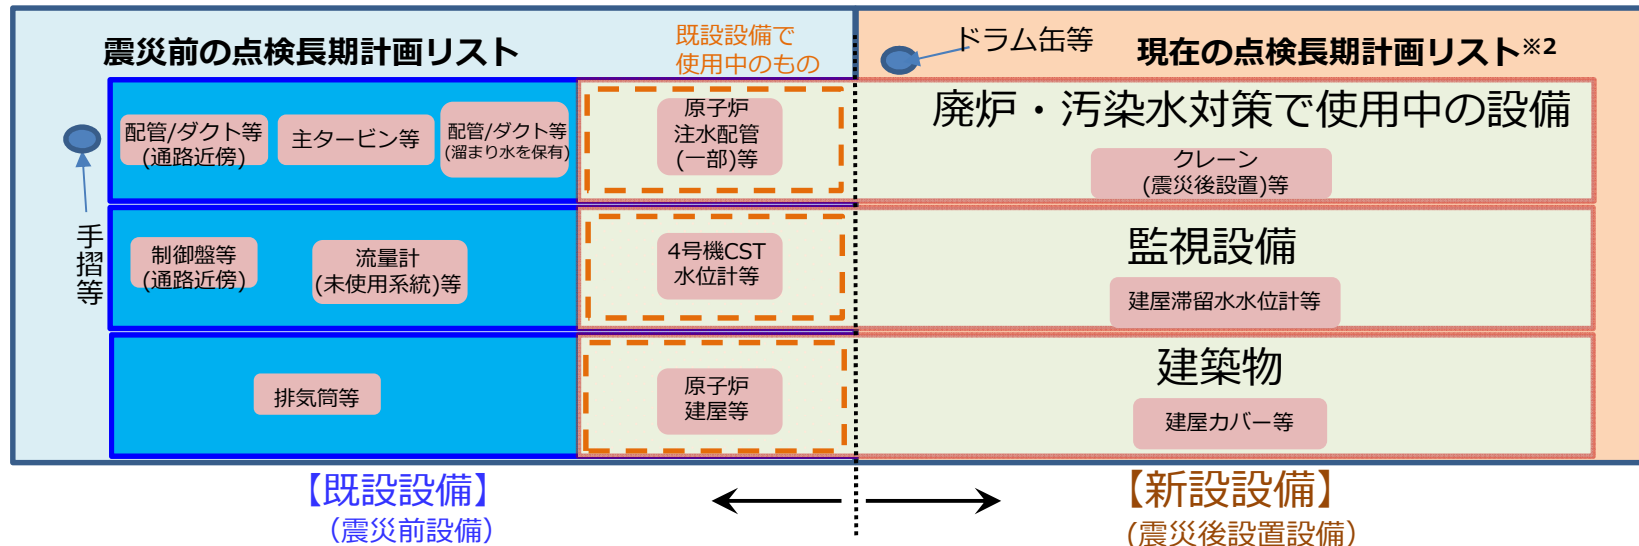 震災前の点検長期計画リスト
既設設備で
使用中のもの
ドラム缶等
現在の点検長期計画リスト※2
配管/ダクト等
(通路近傍)
主タービン等
配管/ダクト等
(溜まり水を保有)
原子炉
注水配管
(一部)等
廃炉・汚染水対策で使用中の設備
クレーン
(震災後設置)等
手摺等
制御盤等
(通路近傍)
流量計
(未使用系統)等
4号機CST
水位計等
監視設備
建屋滞留水水位計等
排気筒等
原子炉
建屋等
建築物
建屋カバー等
【既設設備】
（震災前設備）
【新設設備】
(震災後設置設備）